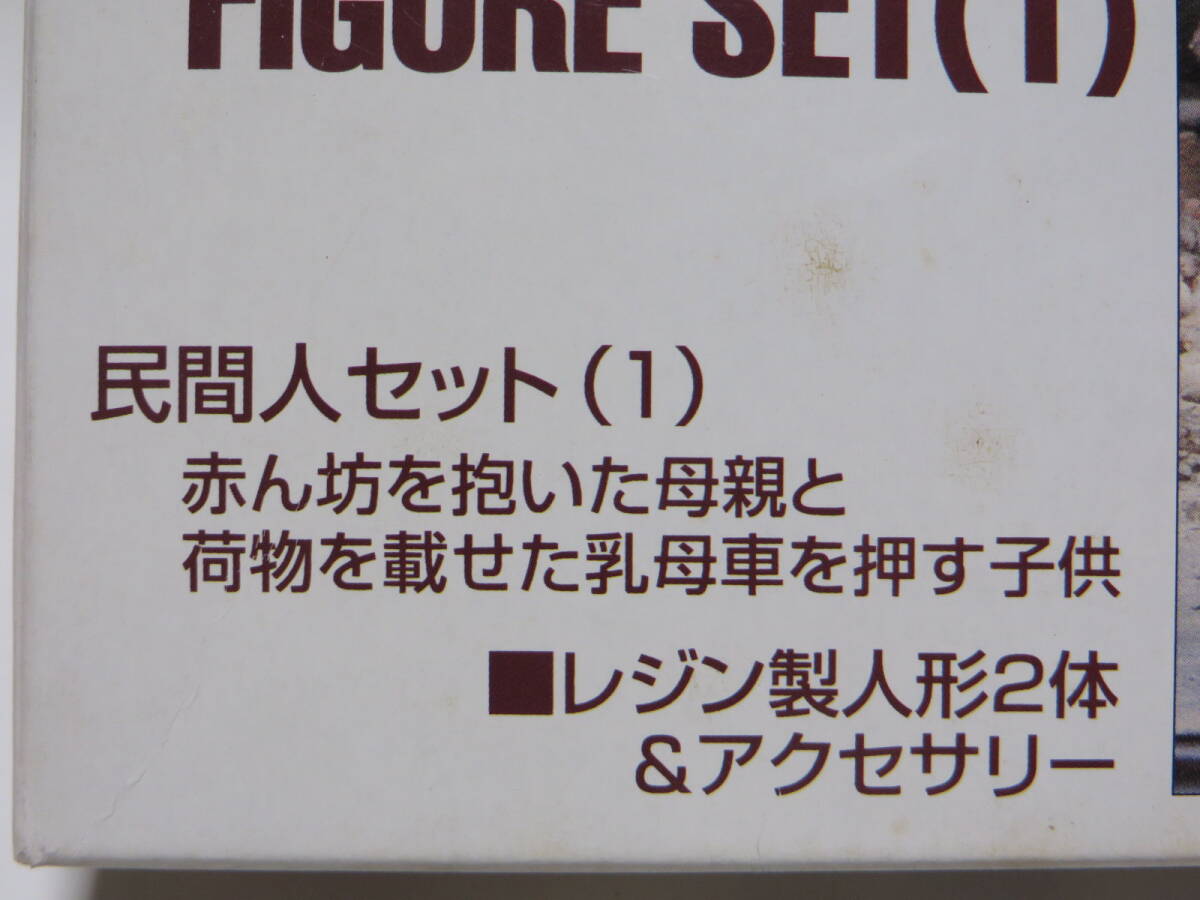 FIGURE SET(1)
民間人セット(1)
赤ん坊を抱いた母親と
荷物を載せた乳母車を押す子供
■レジン製人形2体
&アクセサリー